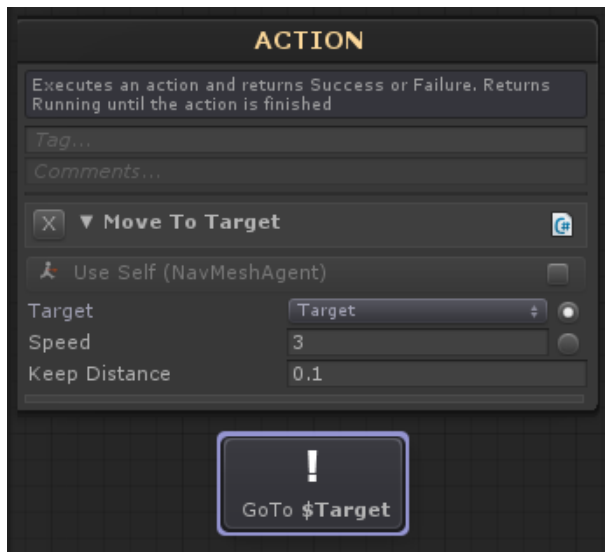 ACTION
Executes an action and returns Success or Failure. Returns
Running until the action is finished
Tag...
Comments...
X ▼ Move To Target C#
Use Self (NavMeshAgent)
Target Target
Speed 3
Keep Distance 0.1
!
GoTo $Target